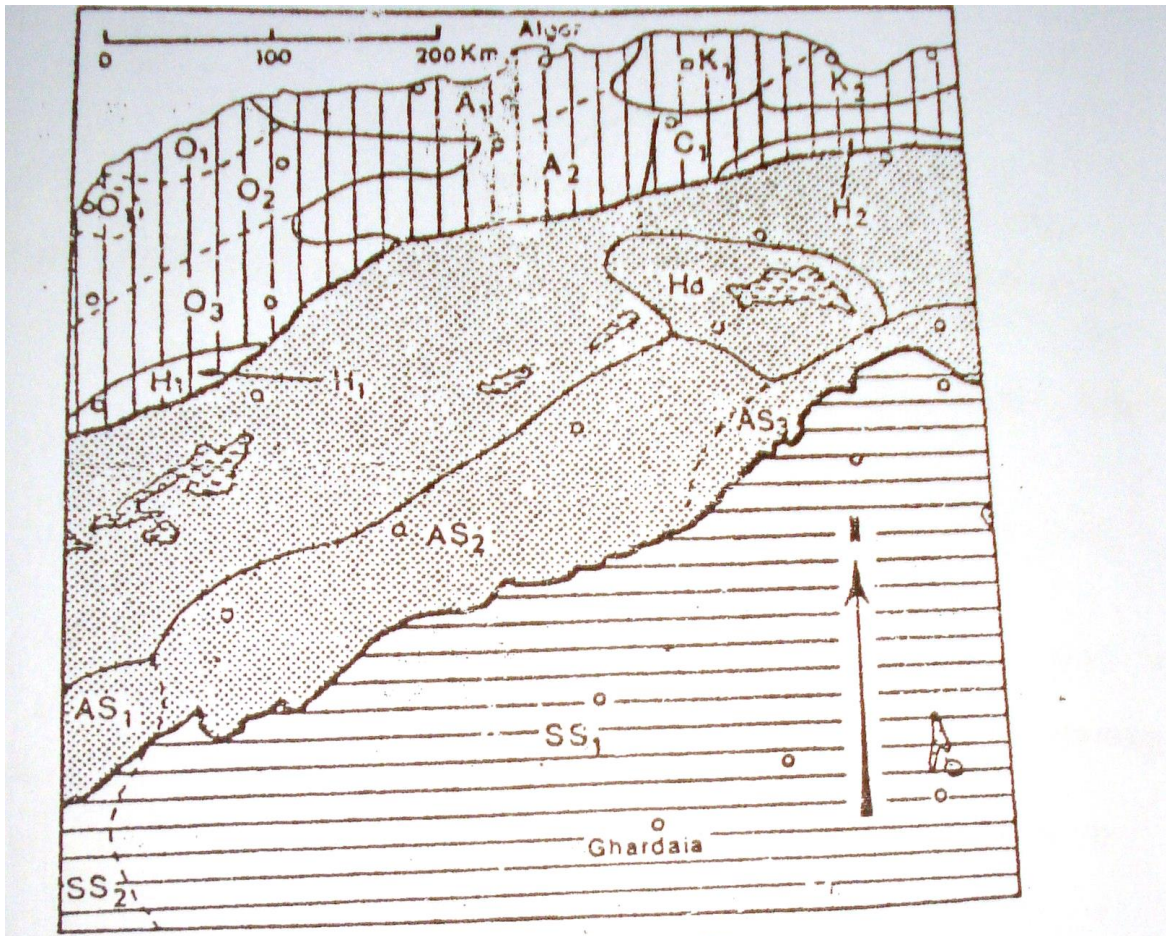 Alger
0 100 200 Km
K₁
K₂
A₁
O₁
C₁
A₂
O₂
H₂
Hd
O₃
H₁ H₁
AS₃
N
AS₂
AS₁
SS₁
Ghardaia
SS₂